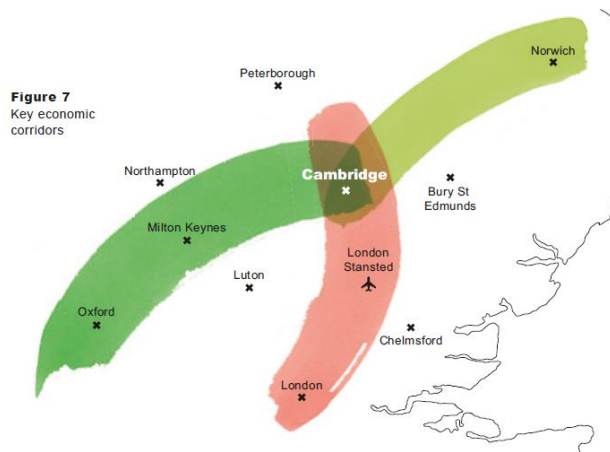 Norwich
Peterborough
Figure 7
Key economic
corridors
Northampton
Cambridge
Bury St
Edmunds
Milton Keynes
London
Stansted
Luton
Oxford
Chelmsford
London